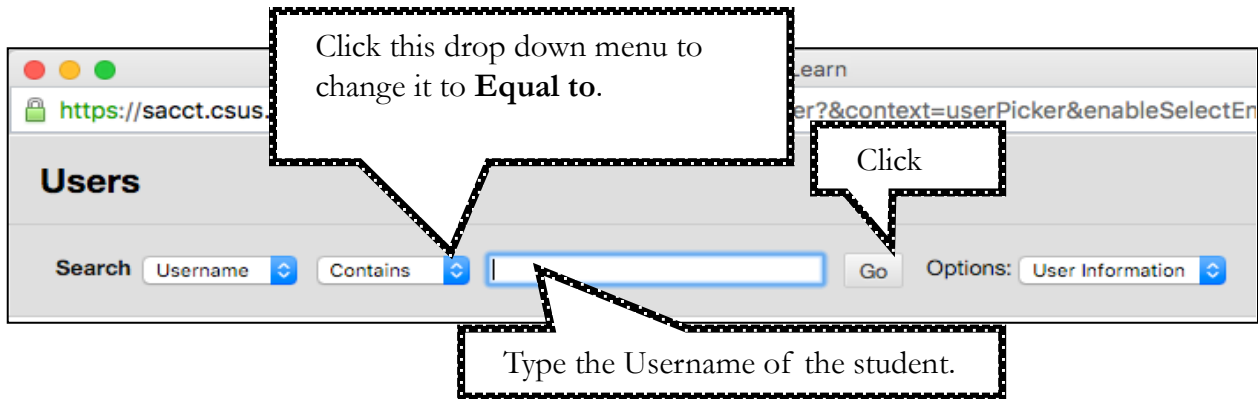 Click this drop down menu to
change it to Equal to.
Learn
https://sacct.csus.
er?&context=userPicker&enableSelectEn
Click
Users
Search Username Contains Go Options: User Information
Type the Username of the student.